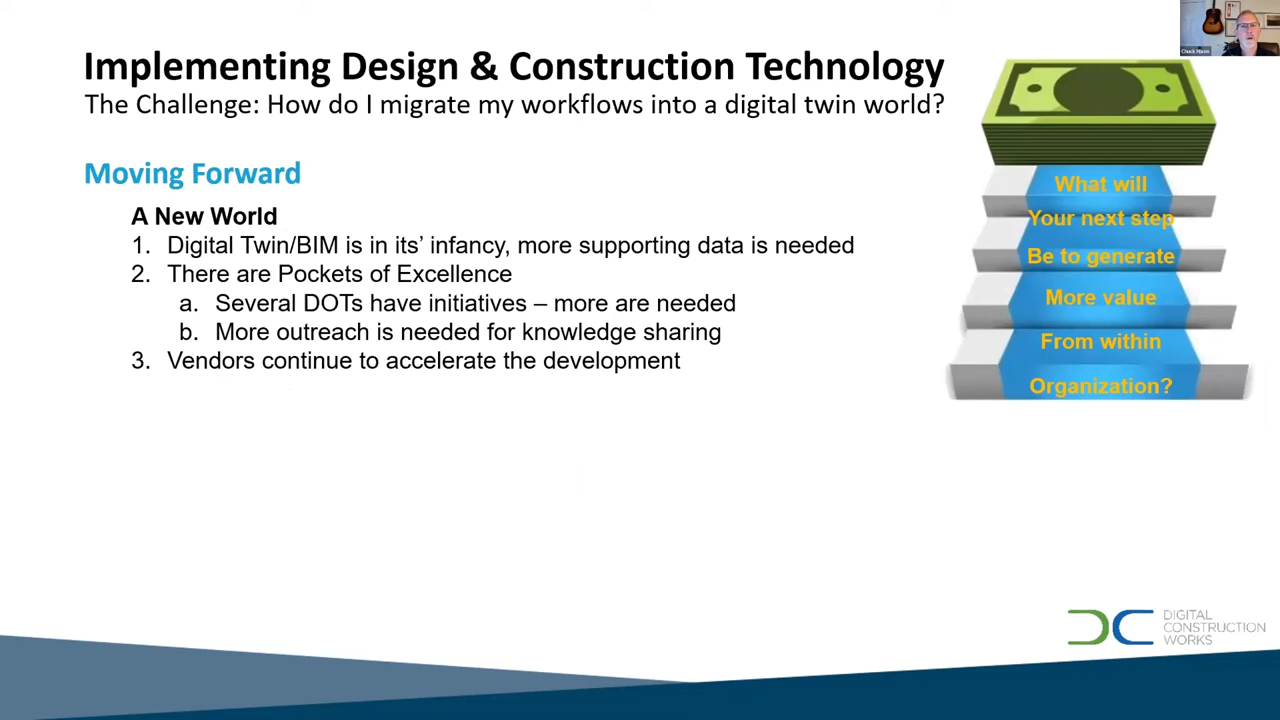 Implementing Design & Construction Technology
The Challenge: How do I migrate my workflows into a digital twin world?
Moving Forward
A New World
1. Digital Twin/BIM is in its’ infancy, more supporting data is needed
2. There are Pockets of Excellence
a. Several DOTs have initiatives – more are needed
b. More outreach is needed for knowledge sharing
3. Vendors continue to accelerate the development
What will
Your next step
Be to generate
More value
From within
Organization?
DIGITAL
CONSTRUCTION
WORKS